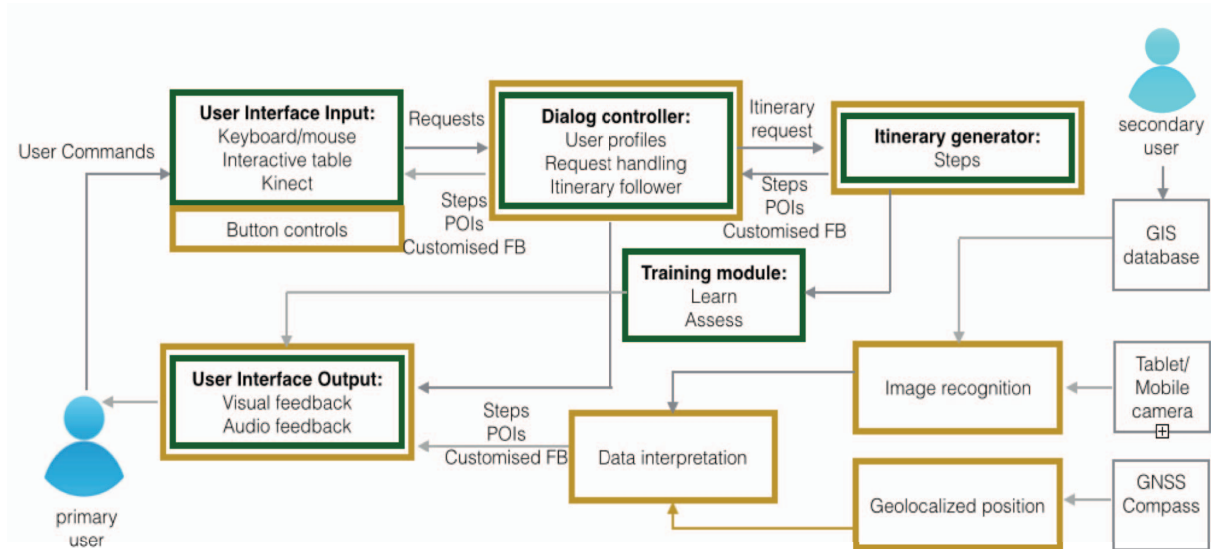 User Commands
User Interface Input:
Keyboard/mouse
Interactive table
Kinect
Button controls
Requests
Steps
POIs
Customised FB
Dialog controller:
User profiles
Request handling
Itinerary follower
Itinerary
request
Steps
POIs
Customised FB
Itinerary generator:
Steps
secondary
user
GIS
database
Training module:
Learn
Assess
User Interface Output:
Visual feedback
Audio feedback
Steps
POIs
Customised FB
Data interpretation
Image recognition
Tablet/
Mobile
camera
Geolocalized position
GNSS
Compass
primary
user